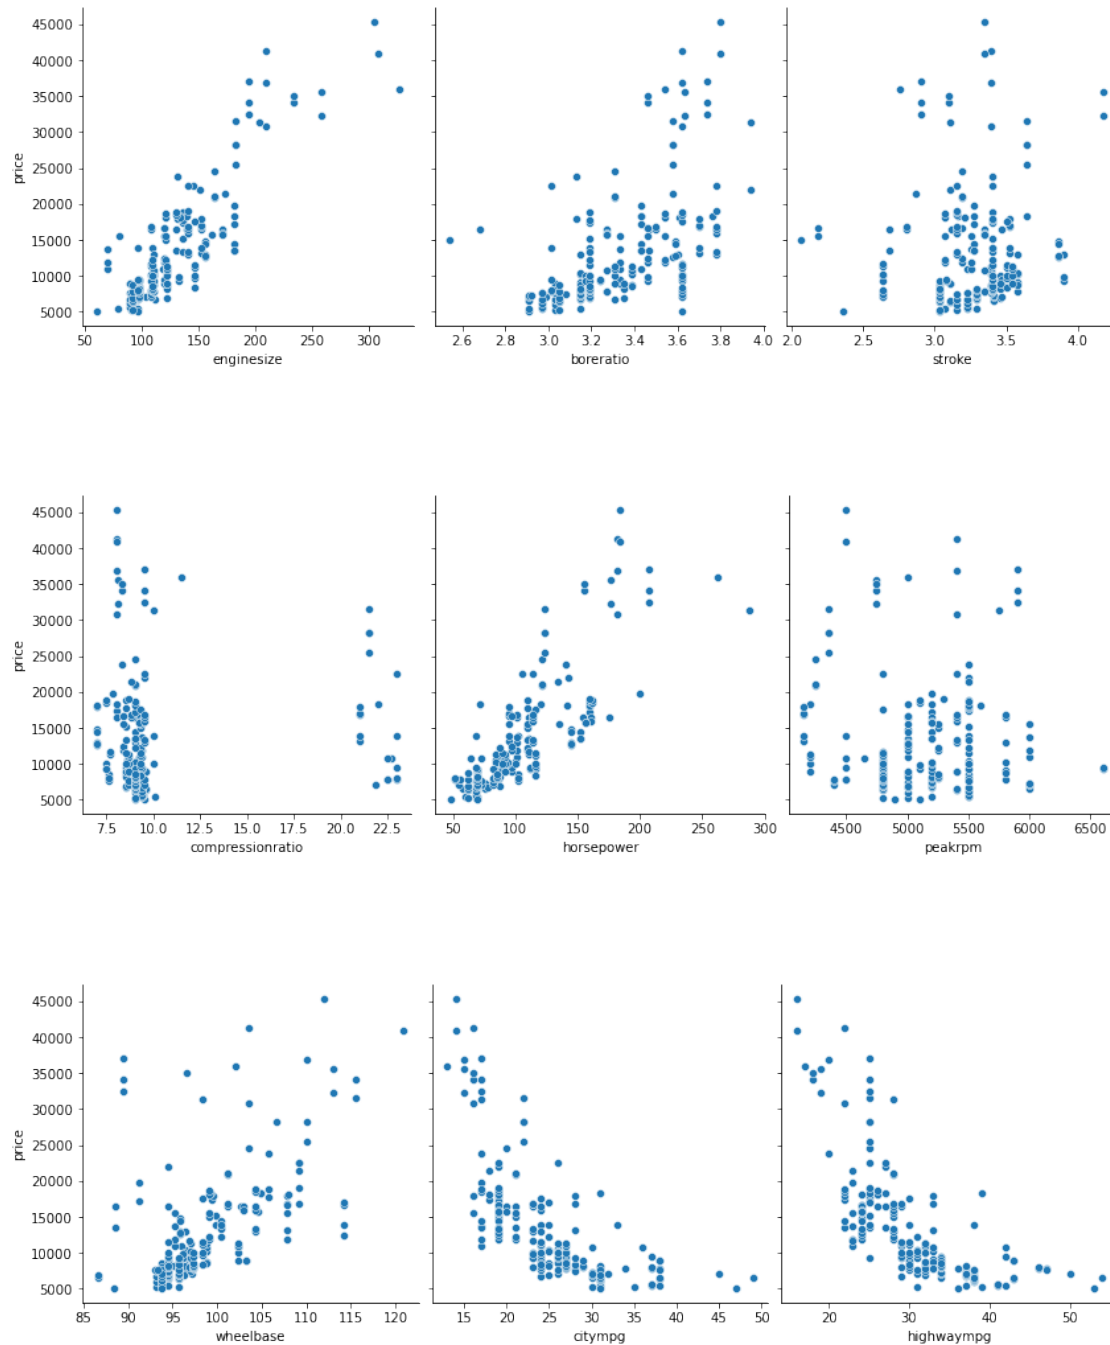 45000
40000
35000
30000
25000
20000
15000
10000
5000
price
50 100 150 200 250 300
enginesize
2.6 2.8 3.0 3.2 3.4 3.6 3.8 4.0
boreratio
2.0 2.5 3.0 3.5 4.0
stroke
45000
40000
35000
30000
25000
20000
15000
10000
5000
price
7.5 10.0 12.5 15.0 17.5 20.0 22.5
compressionratio
50 100 150 200 250 300
horsepower
4500 5000 5500 6000 6500
peakrpm
45000
40000
35000
30000
25000
20000
15000
10000
5000
price
85 90 95 100 105 110 115 120
wheelbase
15 20 25 30 35 40 45 50
citympg
20 30 40 50
highwaympg